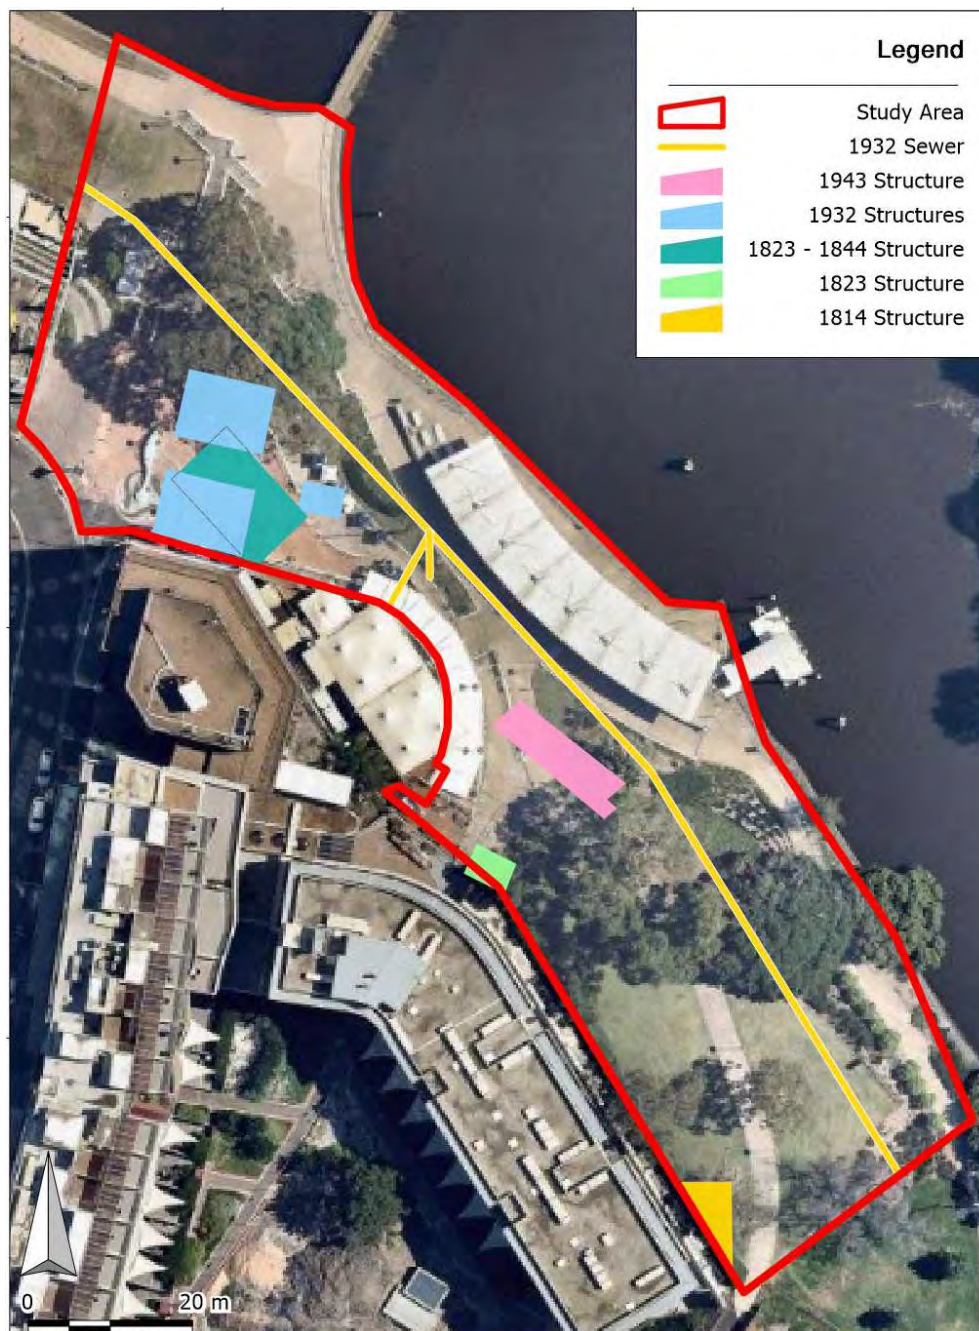 Legend
Study Area
1932 Sewer
1943 Structure
1932 Structures
1823 - 1844 Structure
1823 Structure
1814 Structure
0 20 m